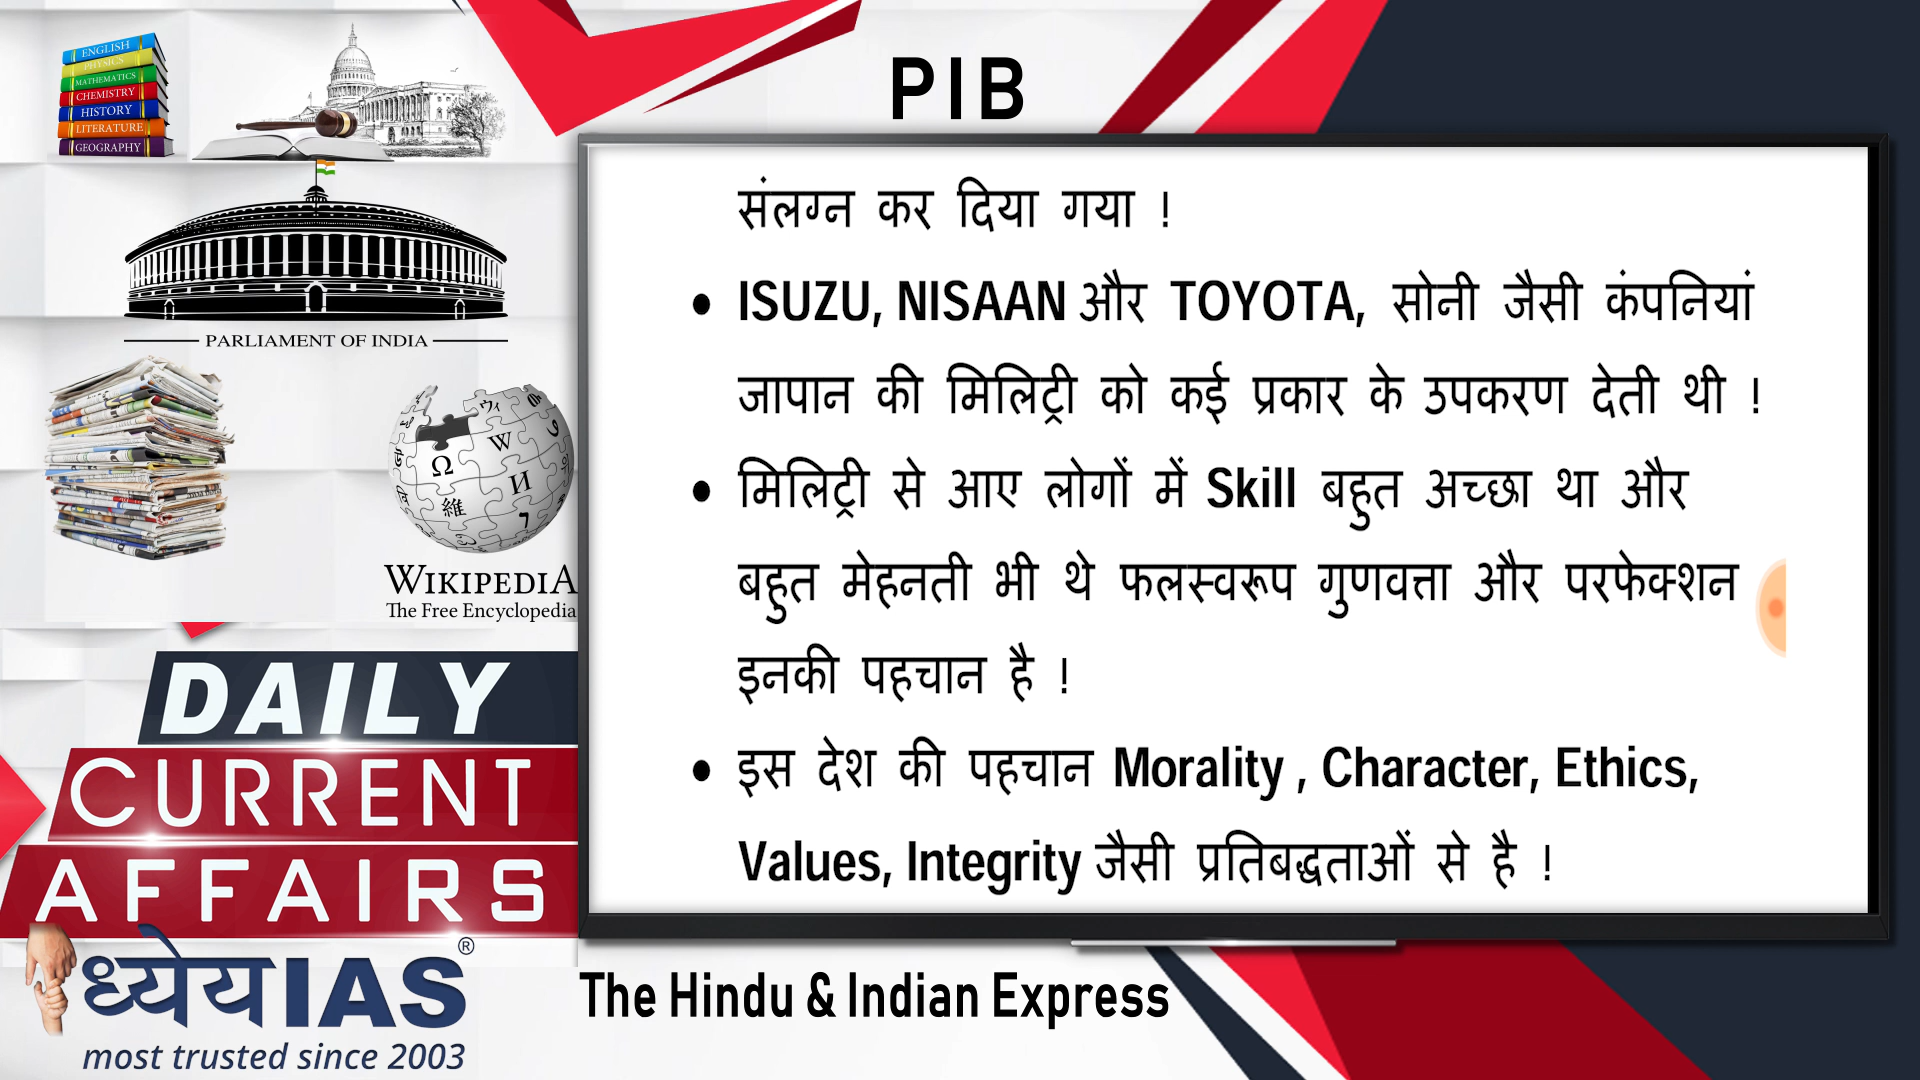 PIB
ENGLISH
PHYSICS
MATHEMATICS
CHEMISTRY
HISTORY
LITERATURE
GEOGRAPHY
PARLIAMENT OF INDIA
WIKIPEDIA
The Free Encyclopedia
DAILY
CURRENT
AFFAIRS
ध्येयIAS®
most trusted since 2003
संलग्न कर दिया गया !
• ISUZU, NISAAN और TOYOTA, सोनी जैसी कंपनियां
जापान की मिलिट्री को कई प्रकार के उपकरण देती थी !
• मिलिट्री से आए लोगों में Skill बहुत अच्छा था और
बहुत मेहनती भी थे फलस्वरूप गुणवत्ता और परफेक्शन
इनकी पहचान है !
• इस देश की पहचान Morality , Character, Ethics,
Values, Integrity जैसी प्रतिबद्धताओं से है !
The Hindu & Indian Express